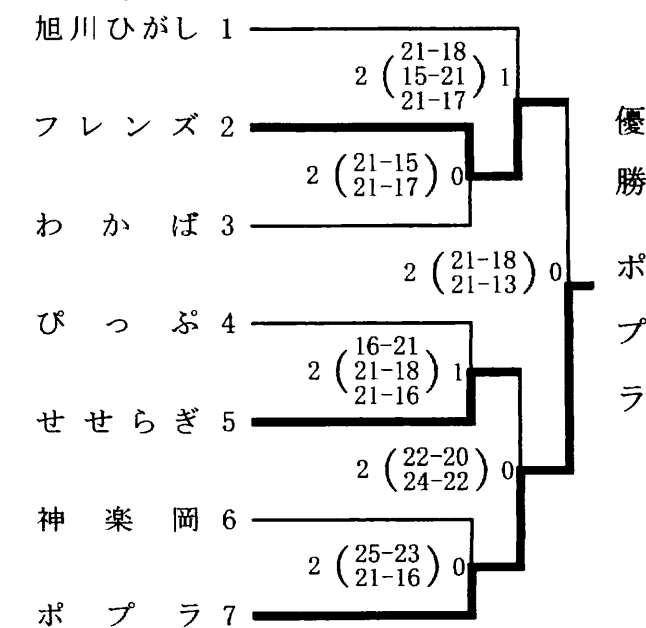 旭川ひがし 1
2 (21-18 15-21 21-17) 1
フレンズ 2
2 (21-15 21-17) 0
わかば 3
2 (21-18 21-13) 0
ぴっぷ 4
2 (16-21 21-18 21-16) 1
せせらぎ 5
2 (22-20 24-22) 0
神楽岡 6
2 (25-23 21-16) 0
ポプラ 7
優勝 ポプラ